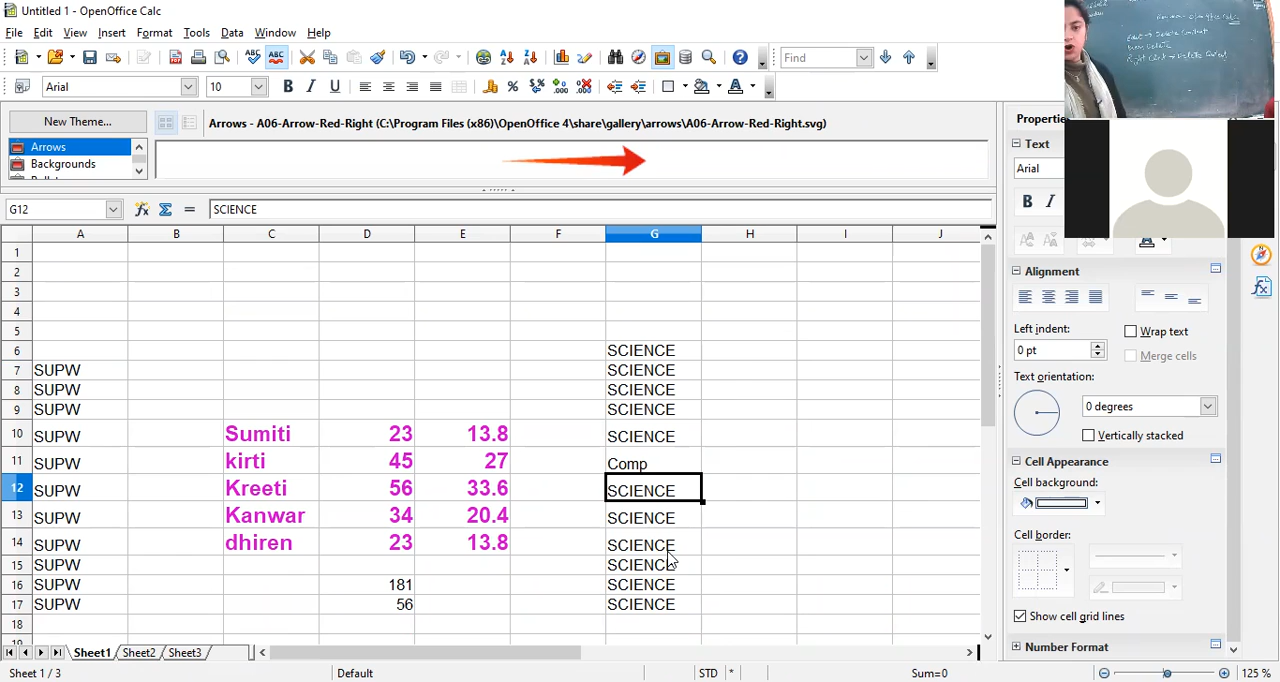 Untitled 1 - OpenOffice Calc
File Edit View Insert Format Tools Data Window Help
Find
Arial 10 B I U
New Theme...
Arrows - A06-Arrow-Red-Right (C:\Program Files (x86)\OpenOffice 4\share\gallery\arrows\A06-Arrow-Red-Right.svg)
Arrows
Backgrounds
G12 SCIENCE
A B C D E F G H I J
1
2
3
4
5
6 SCIENCE
7 SUPW SCIENCE
8 SUPW SCIENCE
9 SUPW SCIENCE
10 SUPW Sumiti 23 13.8 SCIENCE
11 SUPW kirti 45 27 Comp
12 SUPW Kreeti 56 33.6 SCIENCE
13 SUPW Kanwar 34 20.4 SCIENCE
14 SUPW dhiren 23 13.8 SCIENCE
15 SUPW SCIENCE
16 SUPW 181 SCIENCE
17 SUPW 56 SCIENCE
18
Sheet1 Sheet2 Sheet3
Sheet 1 / 3 Default STD * Sum=0 125 %
Text
Arial
B I
Alignment
Left indent:
0 pt
Wrap text
Merge cells
Text orientation:
0 degrees
Vertically stacked
Cell Appearance
Cell background:
Cell border:
Show cell grid lines
Number Format